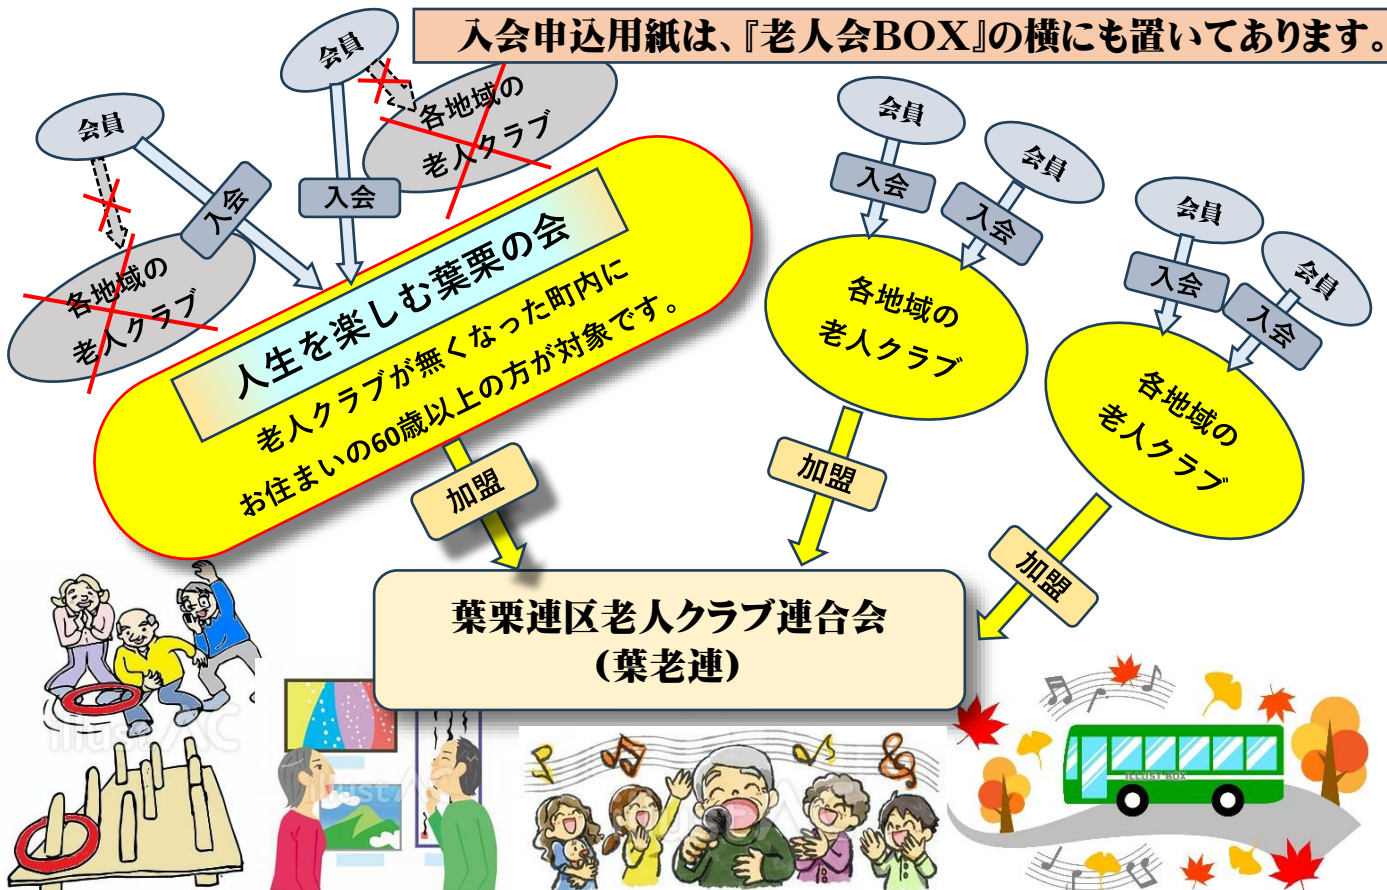 入会申込用紙は、『老人会BOX』の横にも置いてあります。
会員
会員
各地域の
老人クラブ
入会
入会
各地域の
老人クラブ
人生を楽しむ葉栗の会
老人クラブが無くなった町内に
お住まいの60歳以上の方が対象です。
会員
会員
入会
入会
各地域の
老人クラブ
会員
会員
入会
入会
各地域の
老人クラブ
加盟
加盟
加盟
葉栗連区老人クラブ連合会
(葉老連)
illust AC
illust AC
ILLUST BOX